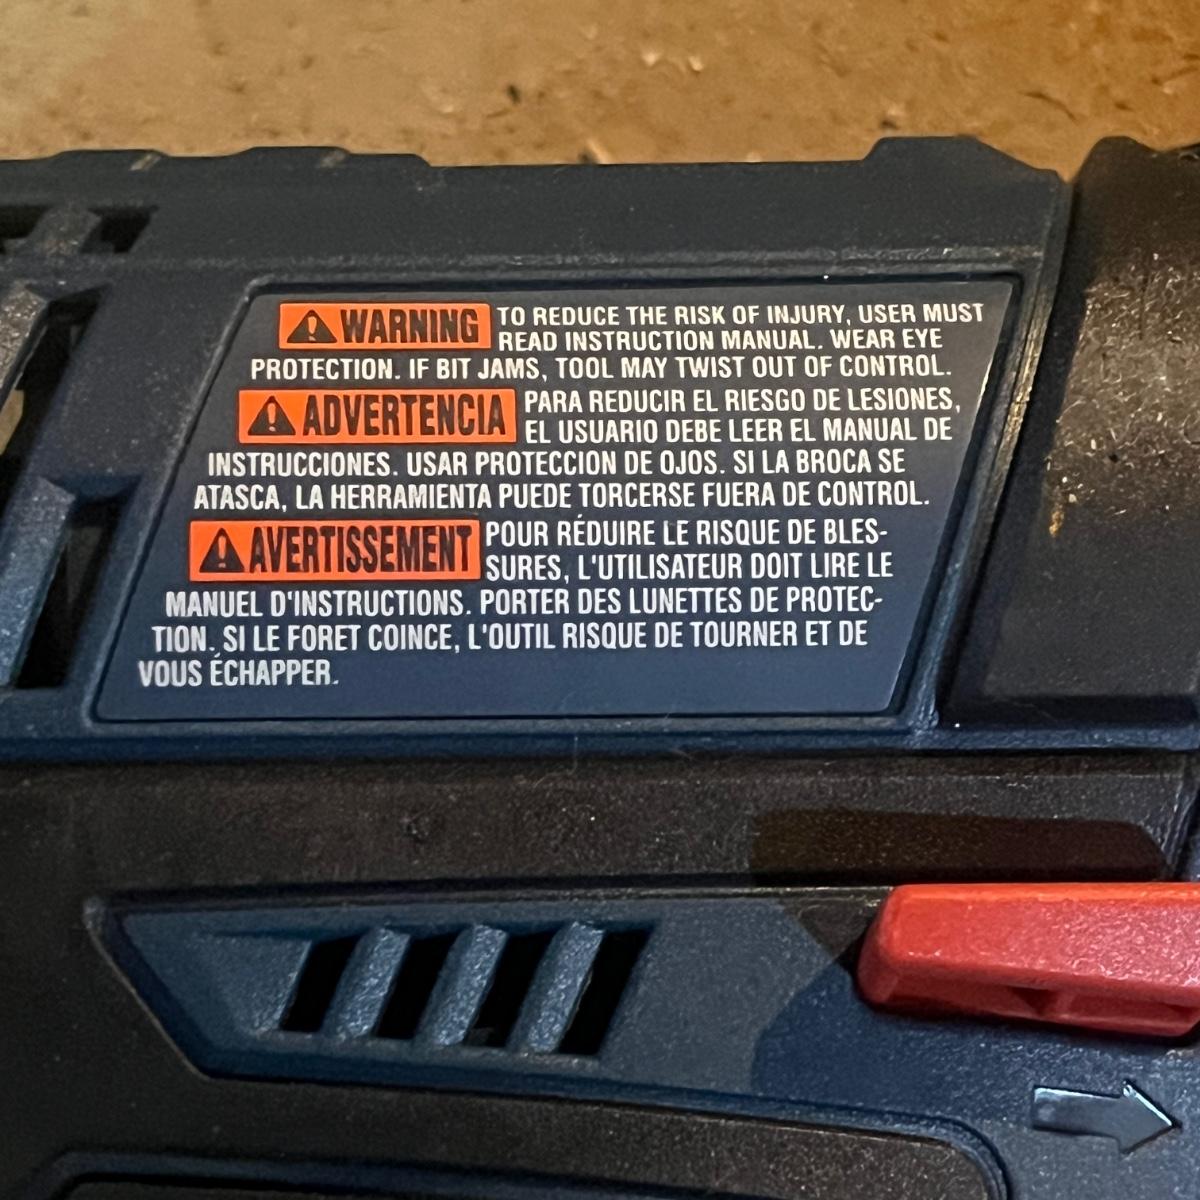 WARNING TO REDUCE THE RISK OF INJURY, USER MUST
READ INSTRUCTION MANUAL. WEAR EYE
PROTECTION. IF BIT JAMS, TOOL MAY TWIST OUT OF CONTROL.
ADVERTENCIA PARA REDUCIR EL RIESGO DE LESIONES,
EL USUARIO DEBE LEER EL MANUAL DE
INSTRUCCIONES. USAR PROTECCION DE OJOS. SI LA BROCA SE
ATASCA, LA HERRAMIENTA PUEDE TORCERSE FUERA DE CONTROL.
AVERTISSEMENT POUR RÉDUIRE LE RISQUE DE BLES-
SURES, L'UTILISATEUR DOIT LIRE LE
MANUEL D'INSTRUCTIONS. PORTER DES LUNETTES DE PROTEC-
TION. SI LE FORET COINCE, L'OUTIL RISQUE DE TOURNER ET DE
VOUS ÉCHAPPER.